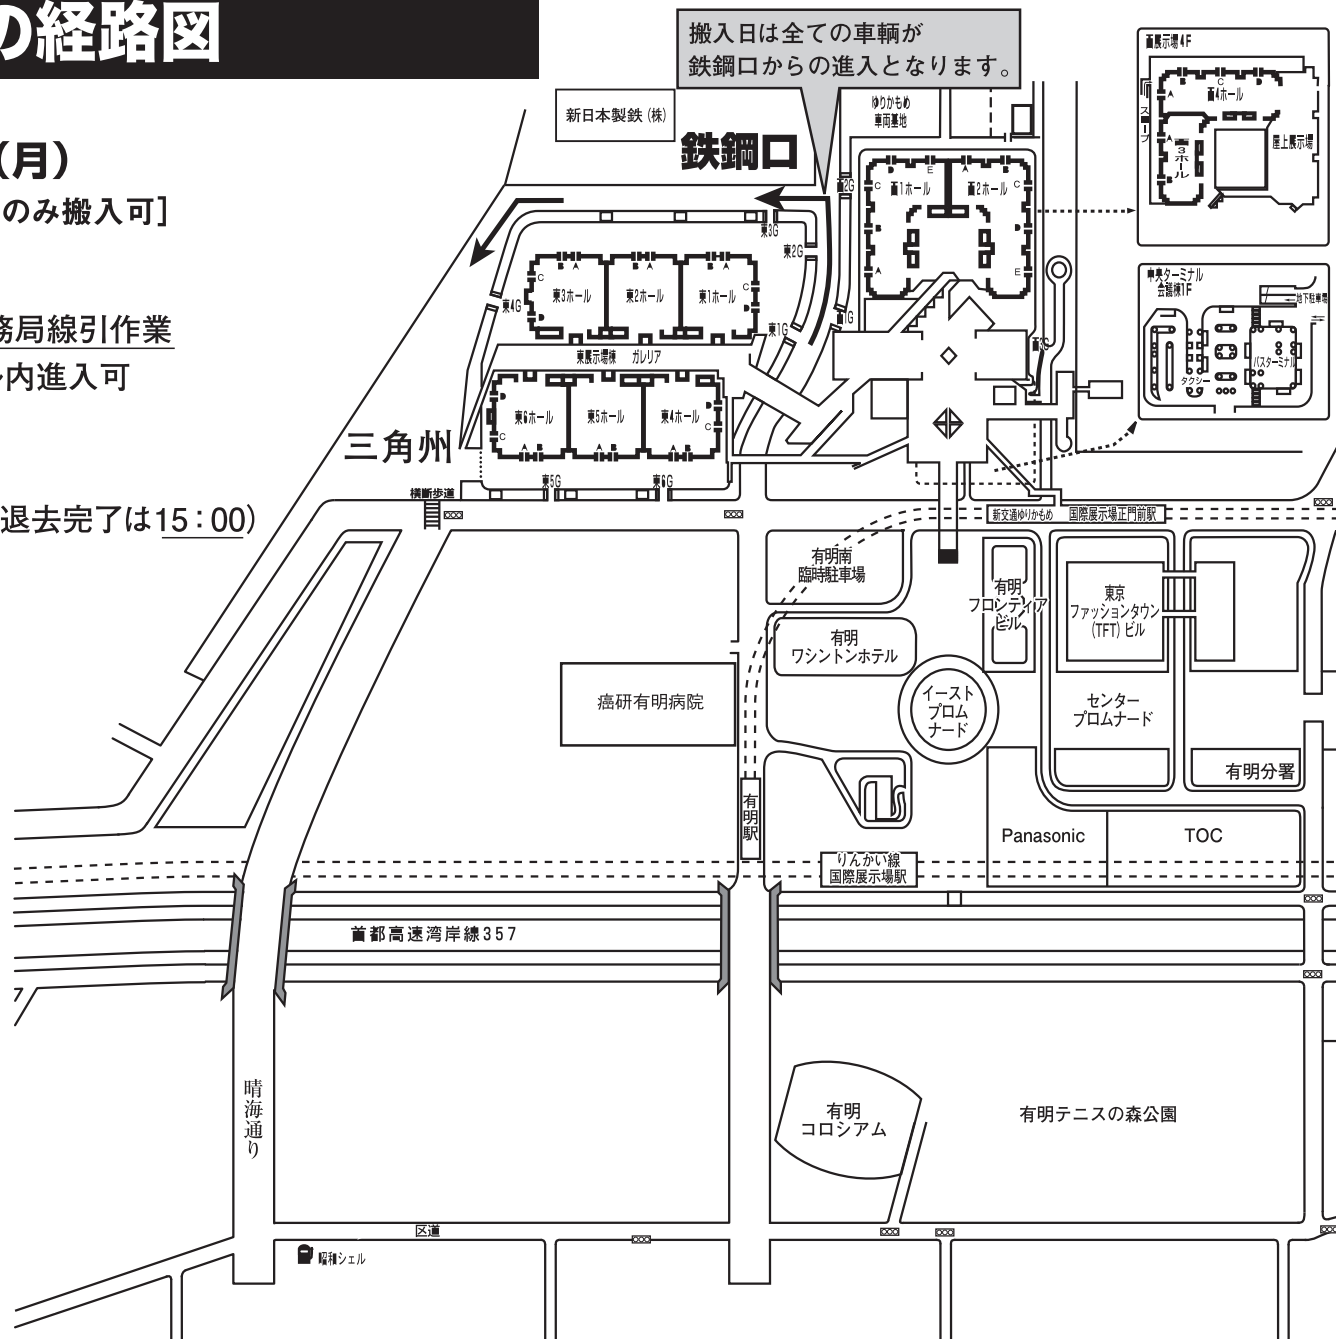 の経路図
(月)
のみ搬入可]
務局線引作業
内進入可
退去完了は15：00)
搬入日は全ての車輌が
鉄鋼口からの進入となります。
新日本製鉄(株)
鉄鋼口
ゆりかもめ
車両基地
西2G
西1ホール
西2ホール
C
D
E
A
D
C
B
A
B
D
E
東3G
東2G
東4G
東1G
西3G
東3ホール
東2ホール
東1ホール
C
B
A
B
A
B
A
C
D
D
東展示場棟 ガレリア
東6ホール
東5ホール
東4ホール
D
C
A
B
A
B
A
B
D
C
三角州
東5G
東6G
横断歩道
西展示場4F
西4ホール
西3ホール
屋上展示場
スロープ
A
B
C
D
A
B
中央ターミナル
会議棟1F
地下駐車場
バスターミナル
タクシー
新交通ゆりかもめ 国際展示場正門前駅
有明南
臨時駐車場
有明
フロンティア
ビル
東京
ファッションタウン
(TFT)ビル
有明
ワシントンホテル
癌研有明病院
イースト
プロム
ナード
センター
プロムナード
有明分署
有明駅
Panasonic
TOC
りんかい線
国際展示場駅
首都高速湾岸線357
晴海通り
有明
コロシアム
有明テニスの森公園
区道
昭和シェル